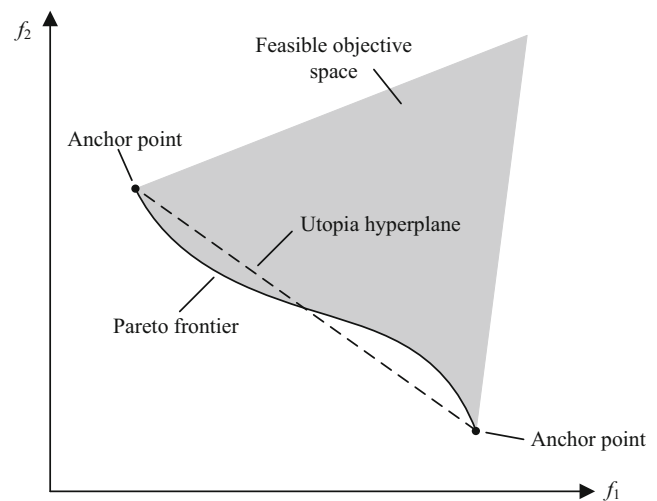 f2
Feasible objective
space
Anchor point
Utopia hyperplane
Pareto frontier
Anchor point
f1